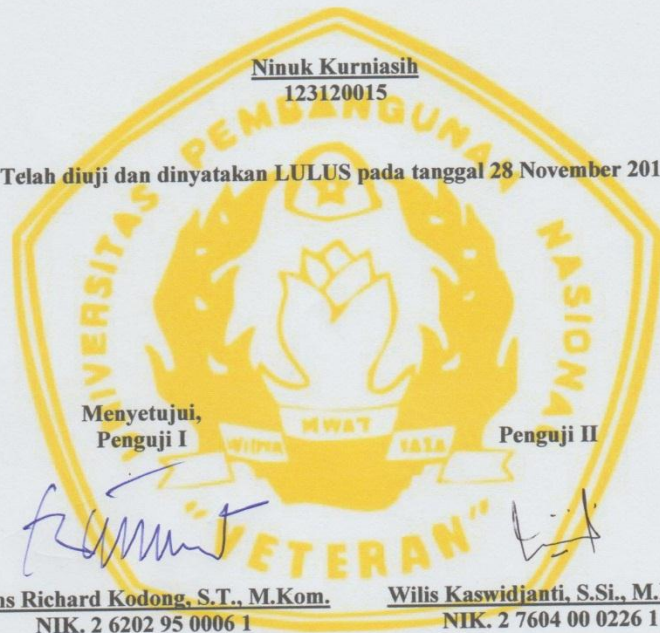 Ninuk Kurniasih
123120015
Telah diuji dan dinyatakan LULUS pada tanggal 28 November 201
UNIVERSITAS PEMBANGUNAN NASIONAL
WIDYA MWAT YASA
"VETERAN"
Menyetujui,
Penguji I
Penguji II
ns Richard Kodong, S.T., M.Kom.
Wilis Kaswidjanti, S.Si., M.
NIK. 2 6202 95 0006 1
NIK. 2 7604 00 0226 1